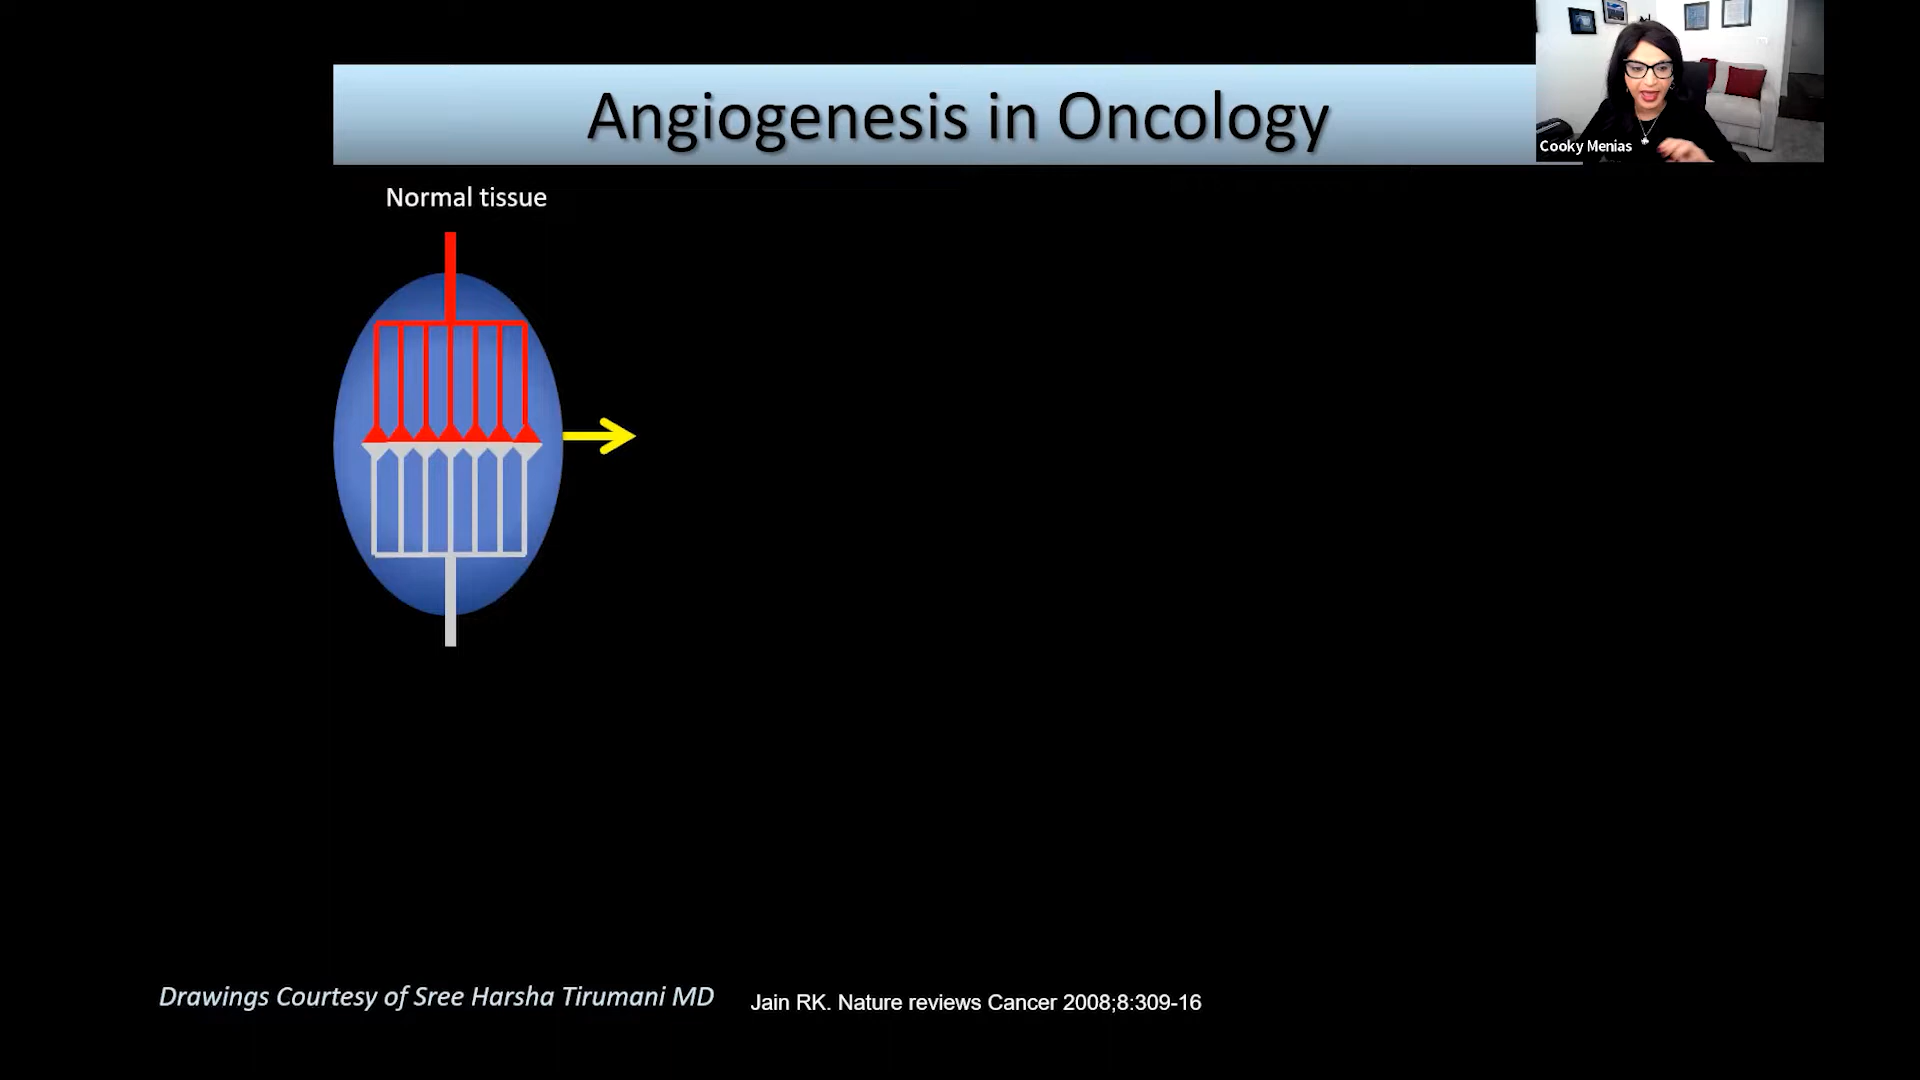 Angiogenesis in Oncology
Cooky Menias
Normal tissue
Drawings Courtesy of Sree Harsha Tirumani MD
Jain RK. Nature reviews Cancer 2008;8:309-16